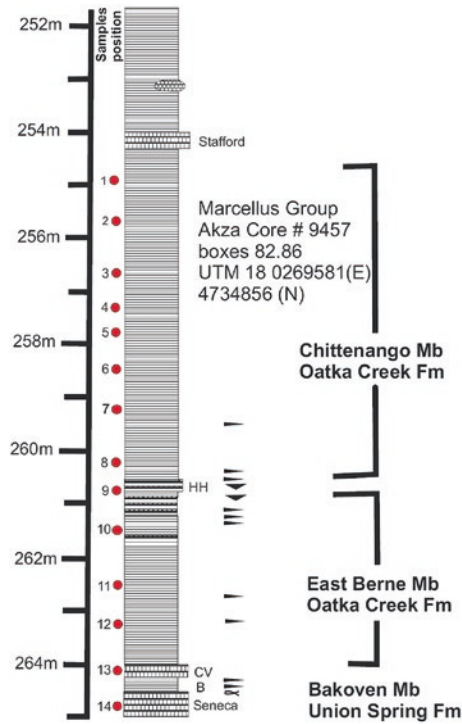 252m
Samples
position
254m
Stafford
1
2
256m
Marcellus Group
Akza Core # 9457
boxes 82.86
UTM 18 0269581(E)
4734856 (N)
3
4
258m
5
6
Chittenango Mb
Oatka Creek Fm
7
260m
8
9
HH
10
262m
11
East Berne Mb
Oatka Creek Fm
12
264m
13
CV
B
14
Seneca
Bakoven Mb
Union Spring Fm